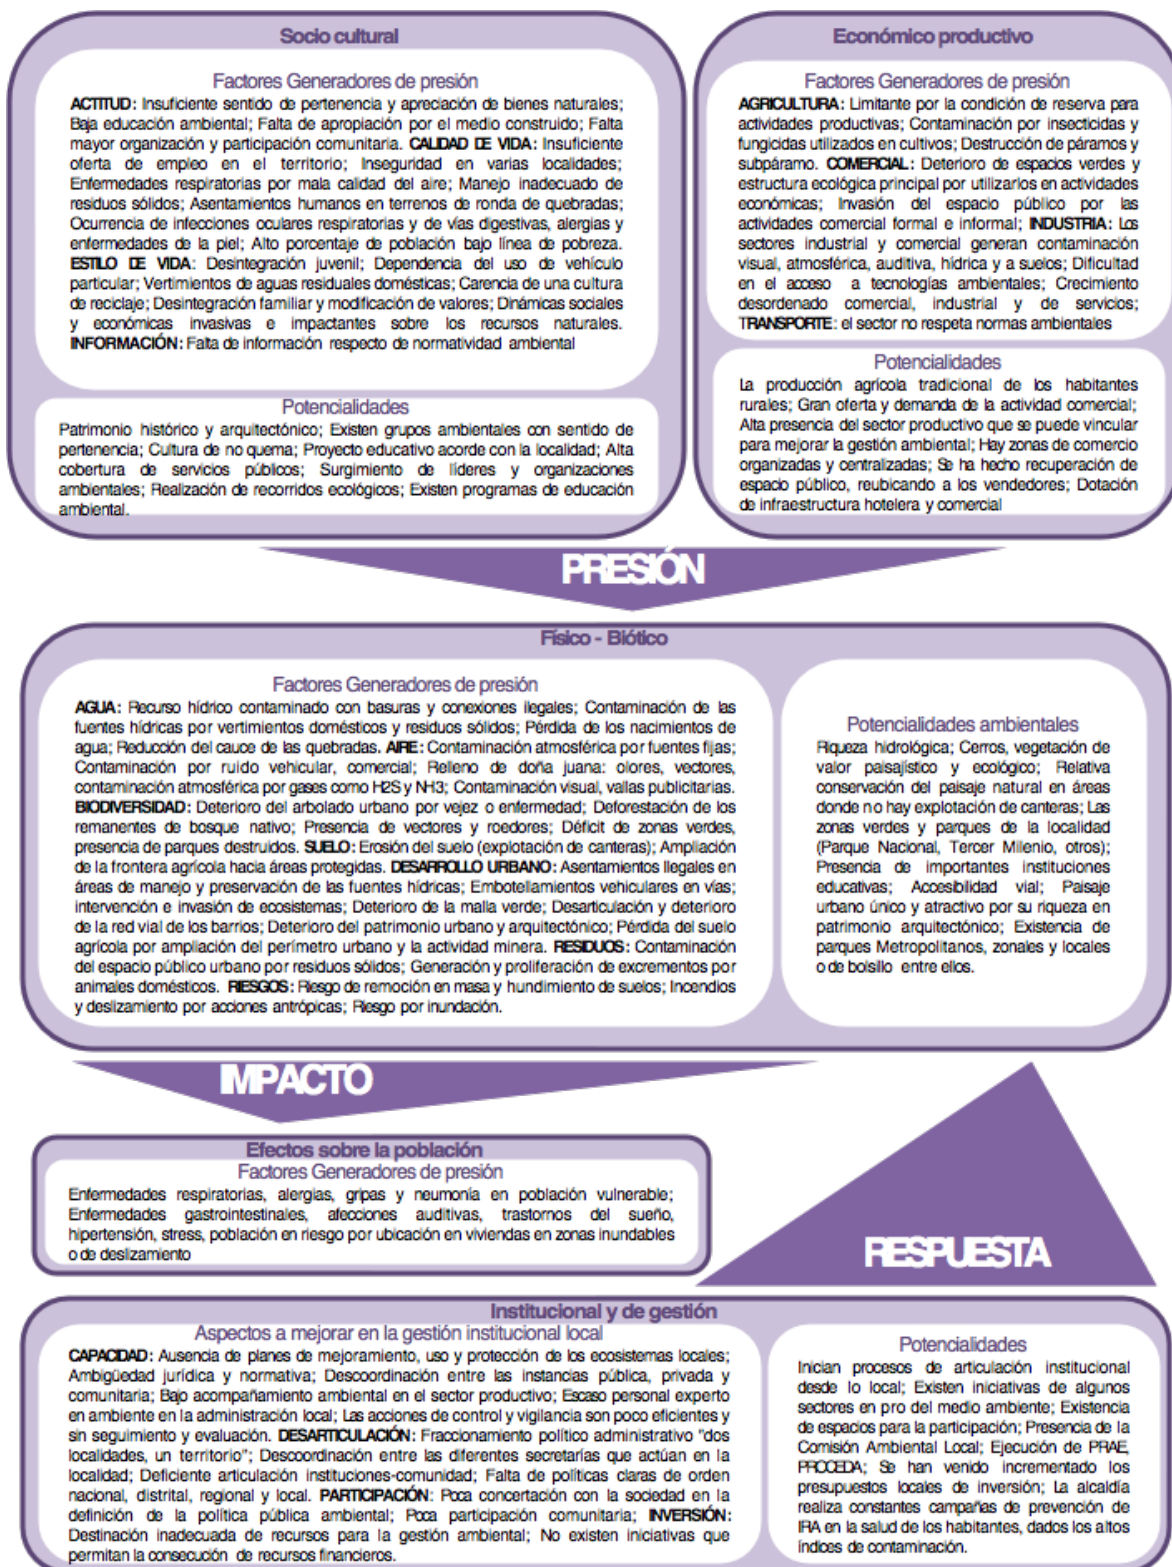 Socio cultural
Factores Generadores de presión
ACTITUD: Insuficiente sentido de pertenencia y apreciación de bienes naturales;
Baja educación ambiental; Falta de apropiación por el medio construido; Falta
mayor organización y participación comunitaria. CALIDAD DE VIDA: Insuficiente
oferta de empleo en el territorio; Inseguridad en varias localidades;
Enfermedades respiratorias por mala calidad del aire; Manejo inadecuado de
residuos sólidos; Asentamientos humanos en terrenos de ronda de quebradas;
Ocurrencia de infecciones oculares respiratorias y de vías digestivas, alergias y
enfermedades de la piel; Alto porcentaje de población bajo línea de pobreza.
ESTILO DE VIDA: Desintegración juvenil; Dependencia del uso de vehículo
particular; Vertimientos de aguas residuales domésticas; Carencia de una cultura
de reciclaje; Desintegración familiar y modificación de valores; Dinámicas sociales
y económicas invasivas e impactantes sobre los recursos naturales.
INFORMACIÓN: Falta de información respecto de normatividad ambiental
Potencialidades
Patrimonio histórico y arquitectónico; Existen grupos ambientales con sentido de
pertenencia; Cultura de no quema; Proyecto educativo acorde con la localidad; Alta
cobertura de servicios públicos; Surgimiento de líderes y organizaciones
ambientales; Realización de recorridos ecológicos; Existen programas de educación
ambiental.
Económico productivo
Factores Generadores de presión
AGRICULTURA: Limitante por la condición de reserva para
actividades productivas; Contaminación por insecticidas y
fungicidas utilizados en cultivos; Destrucción de páramos y
subpáramo. COMERCIAL: Deterioro de espacios verdes y
estructura ecológica principal por utilizarlos en actividades
económicas; Invasión del espacio público por las
actividades comercial formal e informal; INDUSTRIA: Los
sectores industrial y comercial generan contaminación
visual, atmosférica, auditiva, hídrica y a suelos; Dificultad
en el acceso a tecnologías ambientales; Crecimiento
desordenado comercial, industrial y de servicios;
TRANSPORTE: el sector no respeta normas ambientales
Potencialidades
La producción agrícola tradicional de los habitantes
rurales; Gran oferta y demanda de la actividad comercial;
Alta presencia del sector productivo que se puede vincular
para mejorar la gestión ambiental; Hay zonas de comercio
organizadas y centralizadas; Se ha hecho recuperación de
espacio público, reubicando a los vendedores; Dotación
de infraestructura hotelera y comercial
PRESIÓN
Físico - Biótico
Factores Generadores de presión
AGUA: Recurso hídrico contaminado con basuras y conexiones ilegales; Contaminación de las
fuentes hídricas por vertimientos domésticos y residuos sólidos; Pérdida de los nacimientos de
agua; Reducción del cauce de las quebradas. AIRE: Contaminación atmosférica por fuentes fijas;
Contaminación por ruido vehicular, comercial; Relleno de doña juana: olores, vectores,
contaminación atmosférica por gases como H2S y NH3; Contaminación visual, vallas publicitarias.
BIODIVERSIDAD: Deterioro del arbolado urbano por vejez o enfermedad; Deforestación de los
remanentes de bosque nativo; Presencia de vectores y roedores; Déficit de zonas verdes,
presencia de parques destruidos. SUELO: Erosión del suelo (explotación de canteras); Ampliación
de la frontera agrícola hacia áreas protegidas. DESARROLLO URBANO: Asentamientos Ilegales en
áreas de manejo y preservación de las fuentes hídricas; Embotellamientos vehiculares en vías;
intervención e invasión de ecosistemas; Deterioro de la malla verde; Desarticulación y deterioro
de la red vial de los barrios; Deterioro del patrimonio urbano y arquitectónico; Pérdida del suelo
agrícola por ampliación del perímetro urbano y la actividad minera. RESIDUOS: Contaminación
del espacio público urbano por residuos sólidos; Generación y proliferación de excrementos por
animales domésticos. RIESGOS: Riesgo de remoción en masa y hundimiento de suelos; Incendios
y deslizamiento por acciones antrópicas; Riesgo por inundación.
Potencialidades ambientales
Riqueza hidrológica; Cerros, vegetación de
valor paisajístico y ecológico; Relativa
conservación del paisaje natural en áreas
donde no hay explotación de canteras; Las
zonas verdes y parques de la localidad
(Parque Nacional, Tercer Milenio, otros);
Presencia de importantes instituciones
educativas; Accesibilidad vial; Paisaje
urbano único y atractivo por su riqueza en
patrimonio arquitectónico; Existencia de
parques Metropolitanos, zonales y locales
o de bolsillo entre ellos.
IMPACTO
Efectos sobre la población
Factores Generadores de presión
Enfermedades respiratorias, alergias, gripas y neumonía en población vulnerable;
Enfermedades gastrointestinales, afecciones auditivas, trastornos del sueño,
hipertensión, stress, población en riesgo por ubicación en viviendas en zonas inundables
o de deslizamiento
RESPUESTA
Institucional y de gestión
Aspectos a mejorar en la gestión institucional local
CAPACIDAD: Ausencia de planes de mejoramiento, uso y protección de los ecosistemas locales;
Ambigüedad jurídica y normativa; Descoordinación entre las instancias pública, privada y
comunitaria; Bajo acompañamiento ambiental en el sector productivo; Escaso personal experto
en ambiente en la administración local; Las acciones de control y vigilancia son poco eficientes y
sin seguimiento y evaluación. DESARTICULACIÓN: Fraccionamiento político administrativo "dos
localidades, un territorio"; Descoordinación entre las diferentes secretarías que actúan en la
localidad; Deficiente articulación instituciones-comunidad; Falta de políticas claras de orden
nacional, distrital, regional y local. PARTICIPACIÓN: Poca concertación con la sociedad en la
definición de la política pública ambiental; Poca participación comunitaria; INVERSIÓN:
Destinación inadecuada de recursos para la gestión ambiental; No existen iniciativas que
permitan la consecución de recursos financieros.
Potencialidades
Inician procesos de articulación institucional
desde lo local; Existen iniciativas de algunos
sectores en pro del medio ambiente; Existencia
de espacios para la participación; Presencia de la
Comisión Ambiental Local; Ejecución de PRAE,
PROCEDA; Se han venido incrementado los
presupuestos locales de inversión; La alcaldía
realiza constantes campañas de prevención de
IRA en la salud de los habitantes, dados los altos
índices de contaminación.